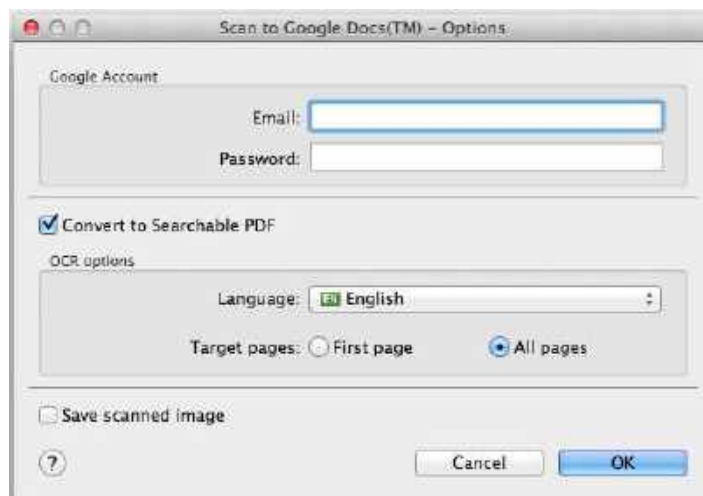 Scan to Google Docs(TM) – Options
Google Account
Email:
Password:
Convert to Searchable PDF
OCR options
Language: English
Target pages: First page All pages
Save scanned image
? Cancel OK